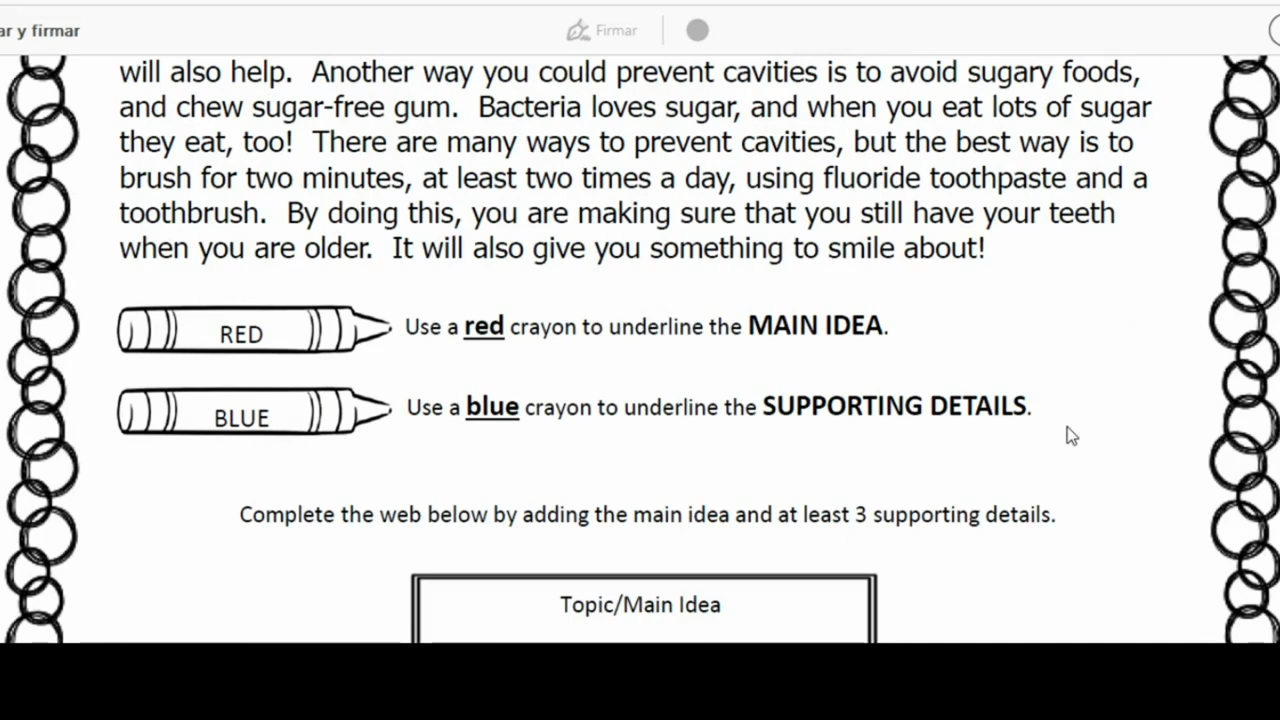 ar y firmar
Firmar
will also help. Another way you could prevent cavities is to avoid sugary foods,
and chew sugar-free gum. Bacteria loves sugar, and when you eat lots of sugar
they eat, too! There are many ways to prevent cavities, but the best way is to
brush for two minutes, at least two times a day, using fluoride toothpaste and a
toothbrush. By doing this, you are making sure that you still have your teeth
when you are older. It will also give you something to smile about!
RED
Use a red crayon to underline the MAIN IDEA.
BLUE
Use a blue crayon to underline the SUPPORTING DETAILS.
Complete the web below by adding the main idea and at least 3 supporting details.
Topic/Main Idea